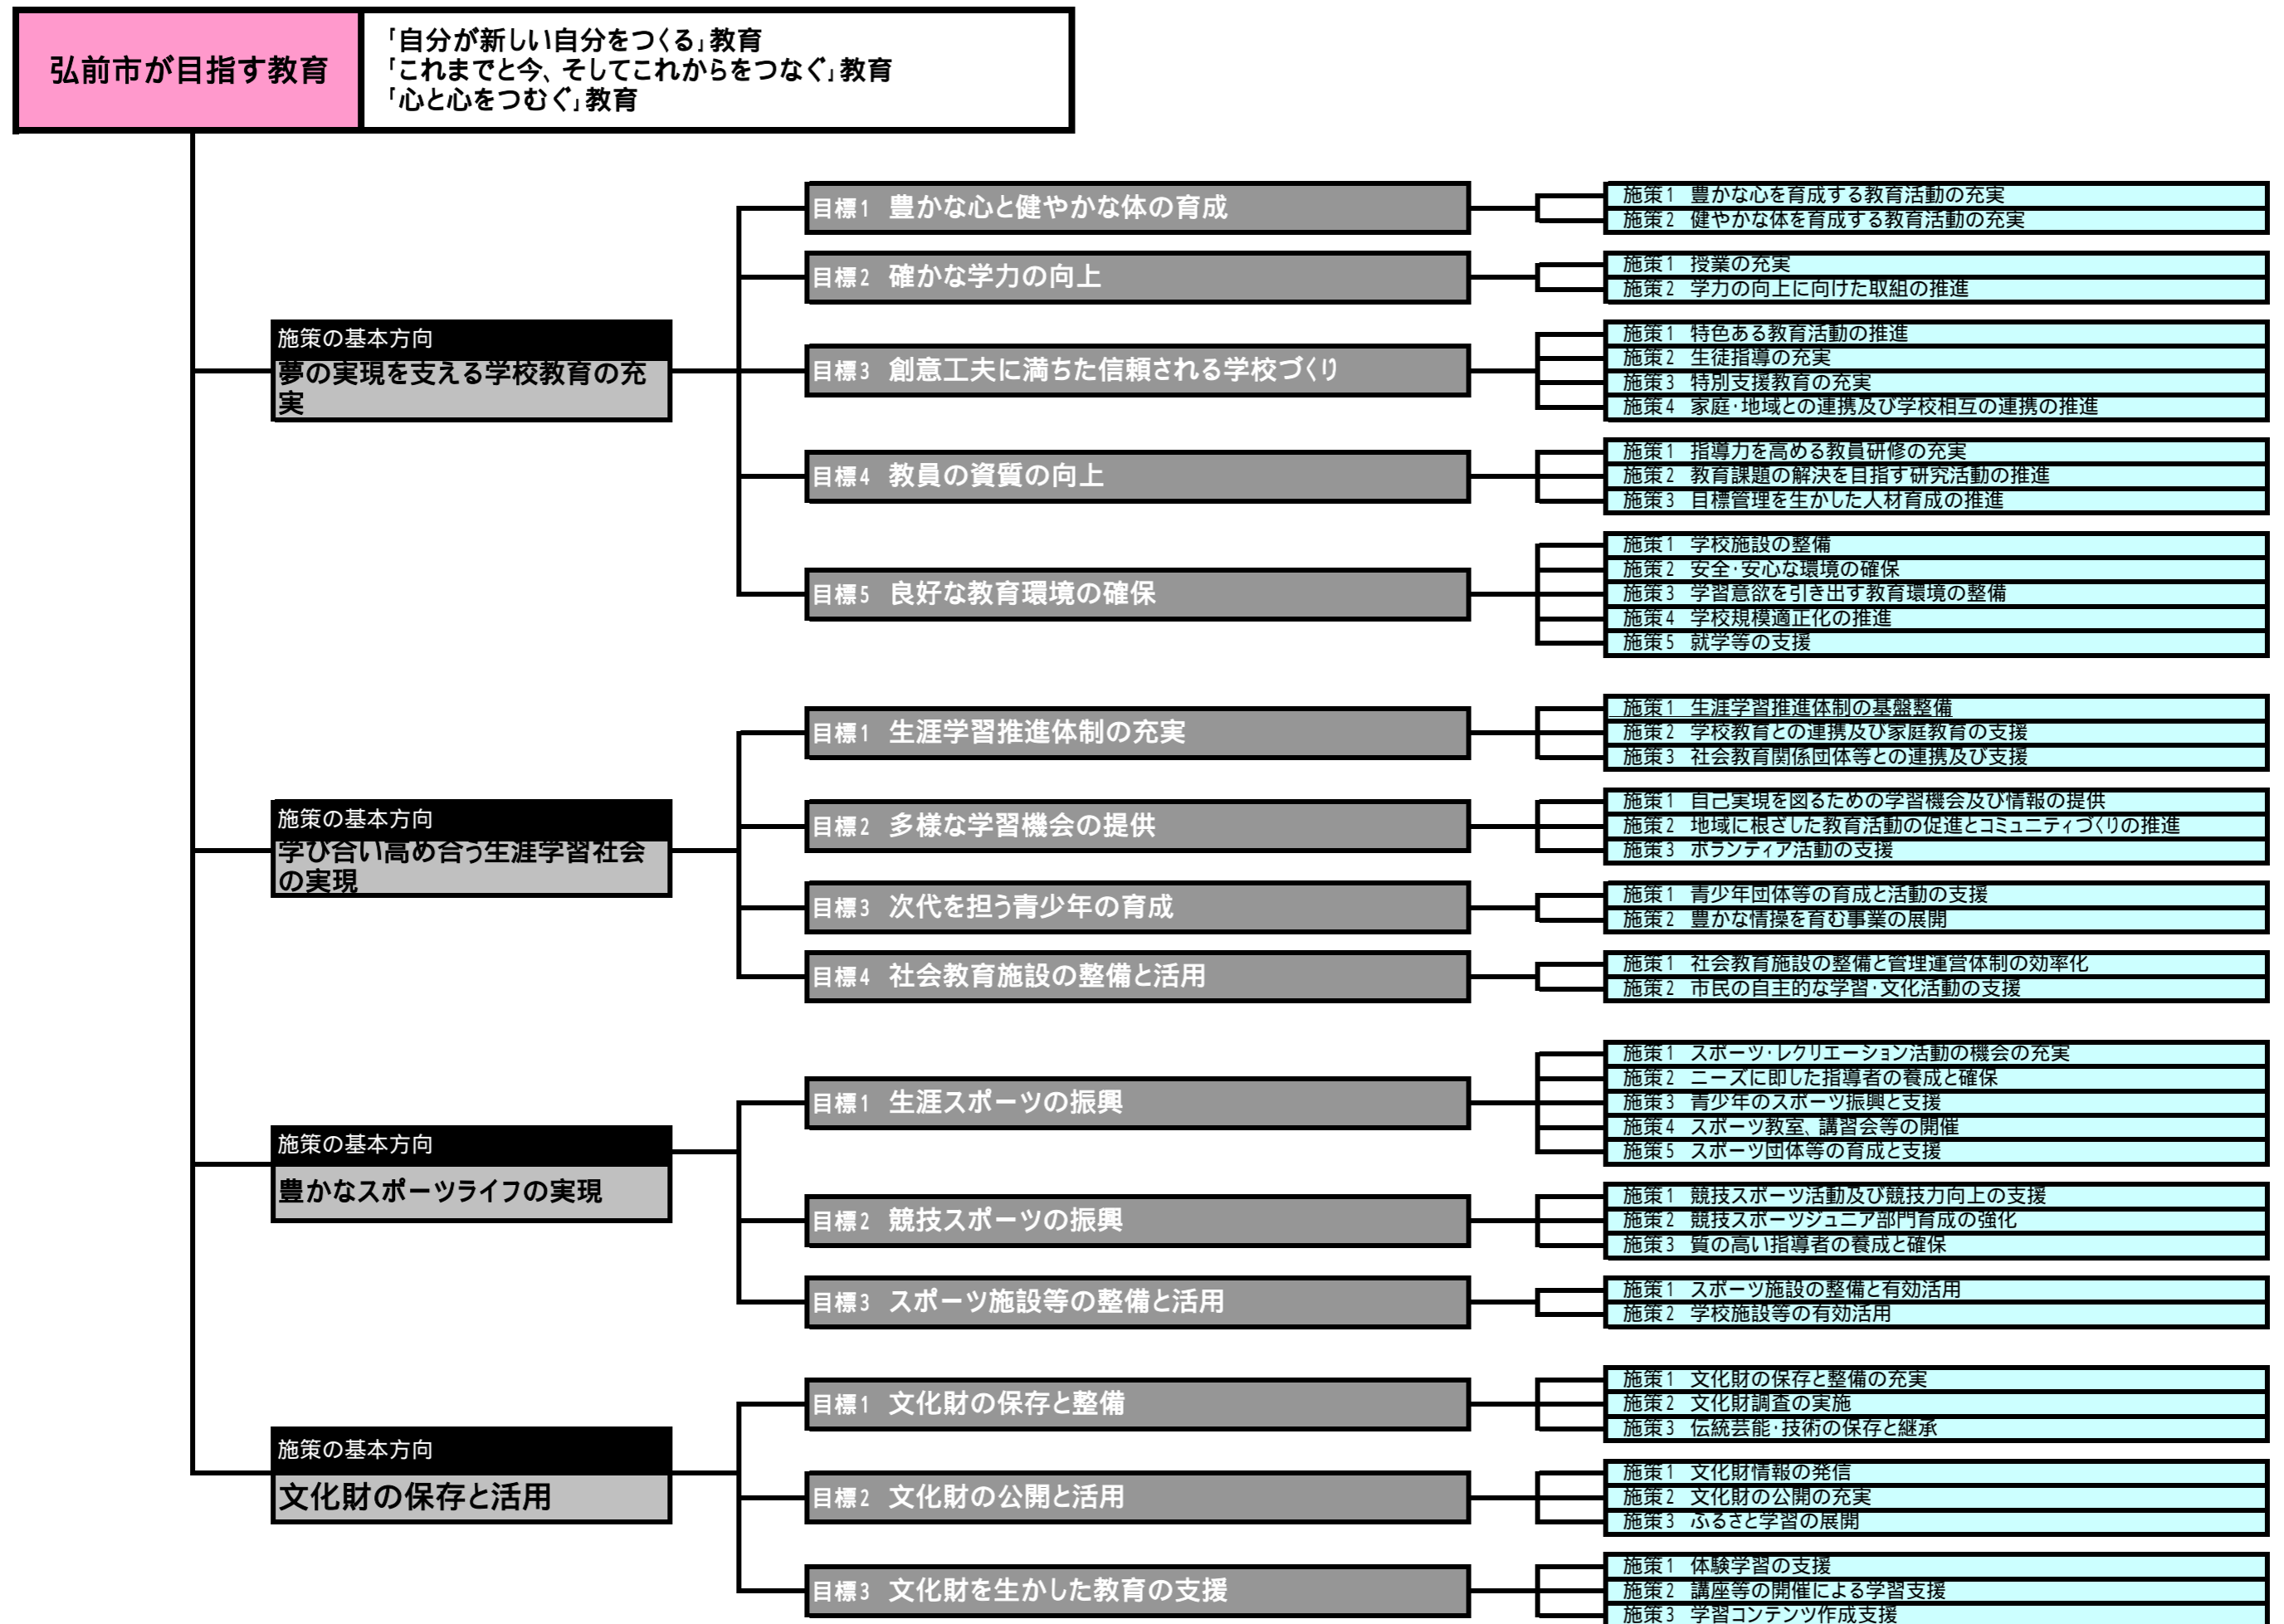 弘前市が目指す教育
「自分が新しい自分をつくる」教育
「これまでと今、そしてこれからをつなぐ」教育
「心と心をつむぐ」教育
施策の基本方向
夢の実現を支える学校教育の充
実
目標1 豊かな心と健やかな体の育成
施策1 豊かな心を育成する教育活動の充実
施策2 健やかな体を育成する教育活動の充実
目標2 確かな学力の向上
施策1 授業の充実
施策2 学力の向上に向けた取組の推進
目標3 創意工夫に満ちた信頼される学校づくり
施策1 特色ある教育活動の推進
施策2 生徒指導の充実
施策3 特別支援教育の充実
施策4 家庭・地域との連携及び学校相互の連携の推進
目標4 教員の資質の向上
施策1 指導力を高める教員研修の充実
施策2 教育課題の解決を目指す研究活動の推進
施策3 目標管理を生かした人材育成の推進
目標5 良好な教育環境の確保
施策1 学校施設の整備
施策2 安全・安心な環境の確保
施策3 学習意欲を引き出す教育環境の整備
施策4 学校規模適正化の推進
施策5 就学等の支援
施策の基本方向
学び合い高め合う生涯学習社会
の実現
目標1 生涯学習推進体制の充実
施策1 生涯学習推進体制の基盤整備
施策2 学校教育との連携及び家庭教育の支援
施策3 社会教育関係団体等との連携及び支援
目標2 多様な学習機会の提供
施策1 自己実現を図るための学習機会及び情報の提供
施策2 地域に根ざした教育活動の促進とコミュニティづくりの推進
施策3 ボランティア活動の支援
目標3 次代を担う青少年の育成
施策1 青少年団体等の育成と活動の支援
施策2 豊かな情操を育む事業の展開
目標4 社会教育施設の整備と活用
施策1 社会教育施設の整備と管理運営体制の効率化
施策2 市民の自主的な学習・文化活動の支援
施策の基本方向
豊かなスポーツライフの実現
目標1 生涯スポーツの振興
施策1 スポーツ・レクリエーション活動の機会の充実
施策2 ニーズに即した指導者の養成と確保
施策3 青少年のスポーツ振興と支援
施策4 スポーツ教室、講習会等の開催
施策5 スポーツ団体等の育成と支援
目標2 競技スポーツの振興
施策1 競技スポーツ活動及び競技力向上の支援
施策2 競技スポーツジュニア部門育成の強化
施策3 質の高い指導者の養成と確保
目標3 スポーツ施設等の整備と活用
施策1 スポーツ施設の整備と有効活用
施策2 学校施設等の有効活用
施策の基本方向
文化財の保存と活用
目標1 文化財の保存と整備
施策1 文化財の保存と整備の充実
施策2 文化財調査の実施
施策3 伝統芸能・技術の保存と継承
目標2 文化財の公開と活用
施策1 文化財情報の発信
施策2 文化財の公開の充実
施策3 ふるさと学習の展開
目標3 文化財を生かした教育の支援
施策1 体験学習の支援
施策2 講座等の開催による学習支援
施策3 学習コンテンツ作成支援